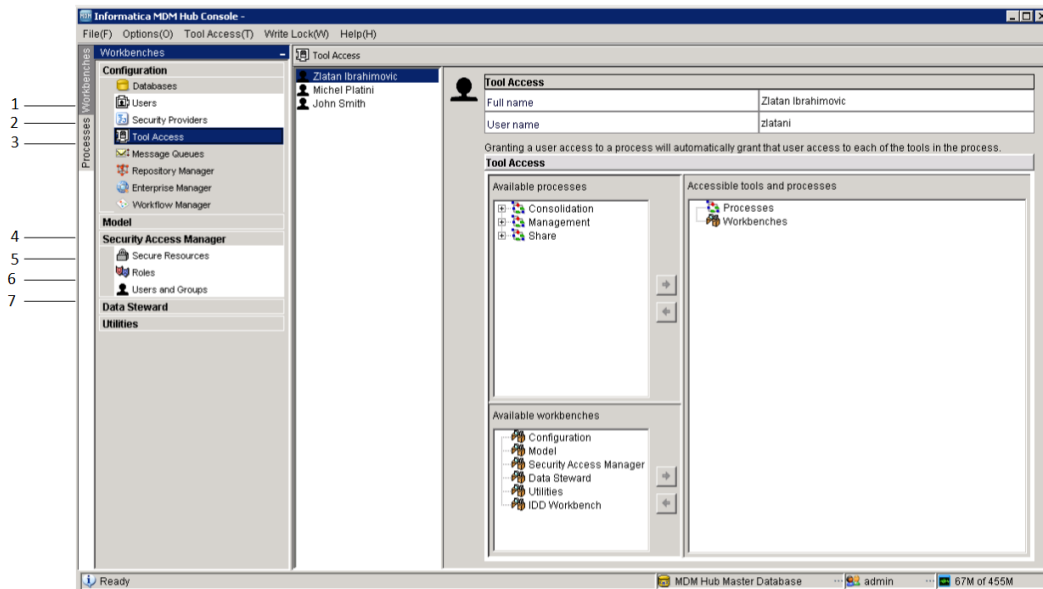 Informatica MDM Hub Console -
File(F) Options(O) Tool Access(T) Write Lock(W) Help(H)
Workbenches
Processes
Workbenches
Configuration
Databases
1
Users
2
Security Providers
3
Tool Access
Message Queues
Repository Manager
Enterprise Manager
Workflow Manager
Model
4
Security Access Manager
5
Secure Resources
6
Roles
7
Users and Groups
Data Steward
Utilities
Tool Access
Zlatan Ibrahimovic
Michel Platini
John Smith
Tool Access
Full name Zlatan Ibrahimovic
User name zlatani
Granting a user access to a process will automatically grant that user access to each of the tools in the process.
Tool Access
Available processes
Consolidation
Management
Share
Available workbenches
Configuration
Model
Security Access Manager
Data Steward
Utilities
IDD Workbench
Accessible tools and processes
Processes
Workbenches
Ready
MDM Hub Master Database ... admin ... 67M of 455M